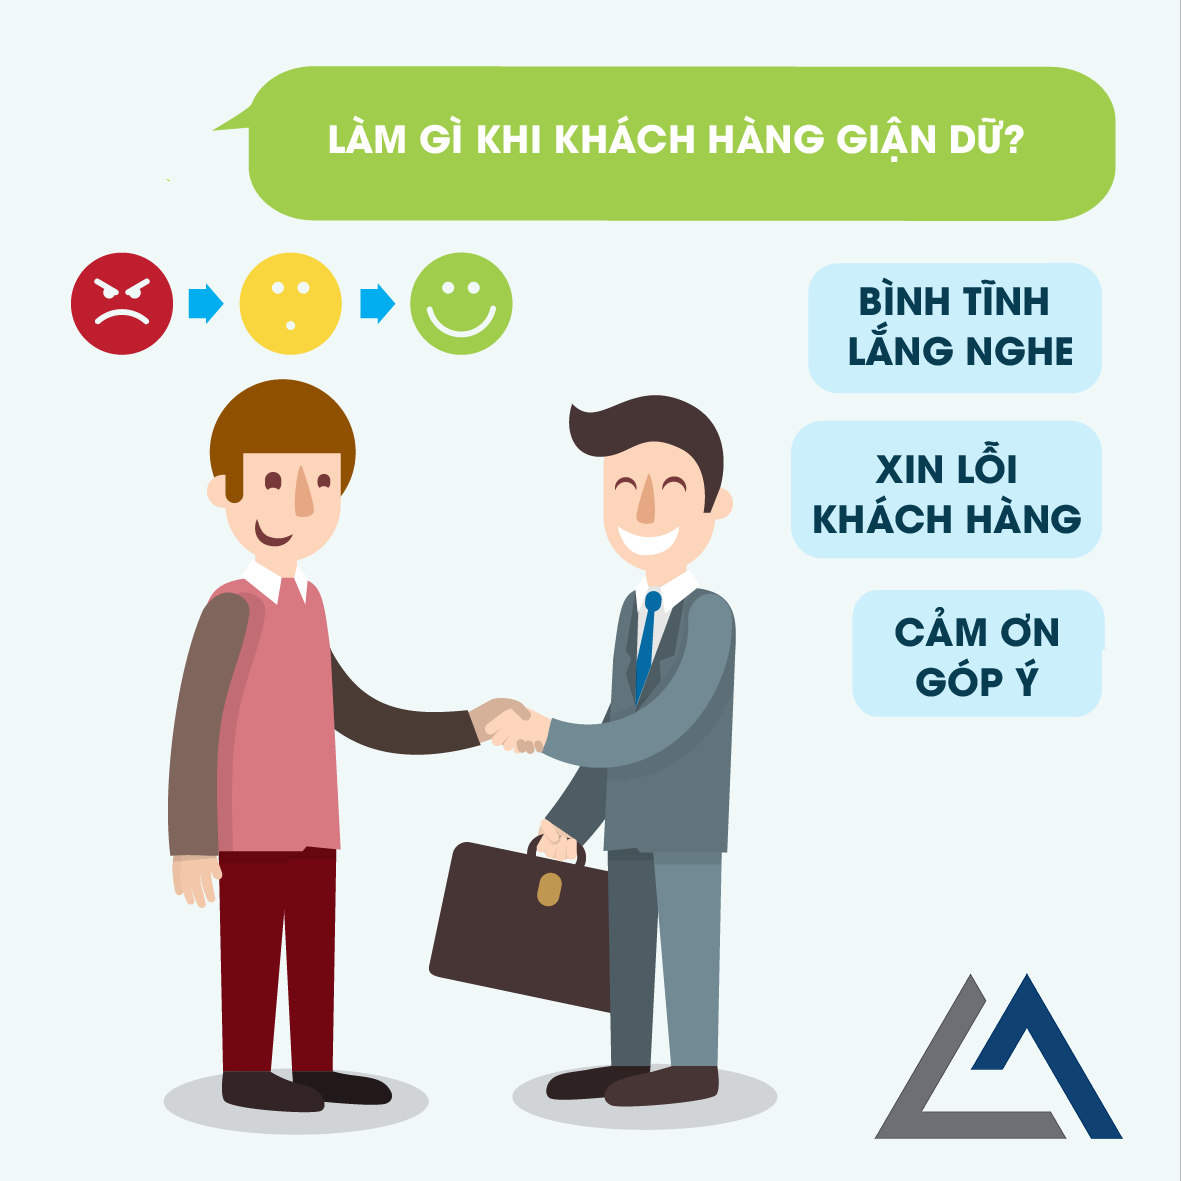 LÀM GÌ KHI KHÁCH HÀNG GIẬN DỮ?
BÌNH TĨNH
LẮNG NGHE
XIN LỖI
KHÁCH HÀNG
CẢM ƠN
GÓP Ý